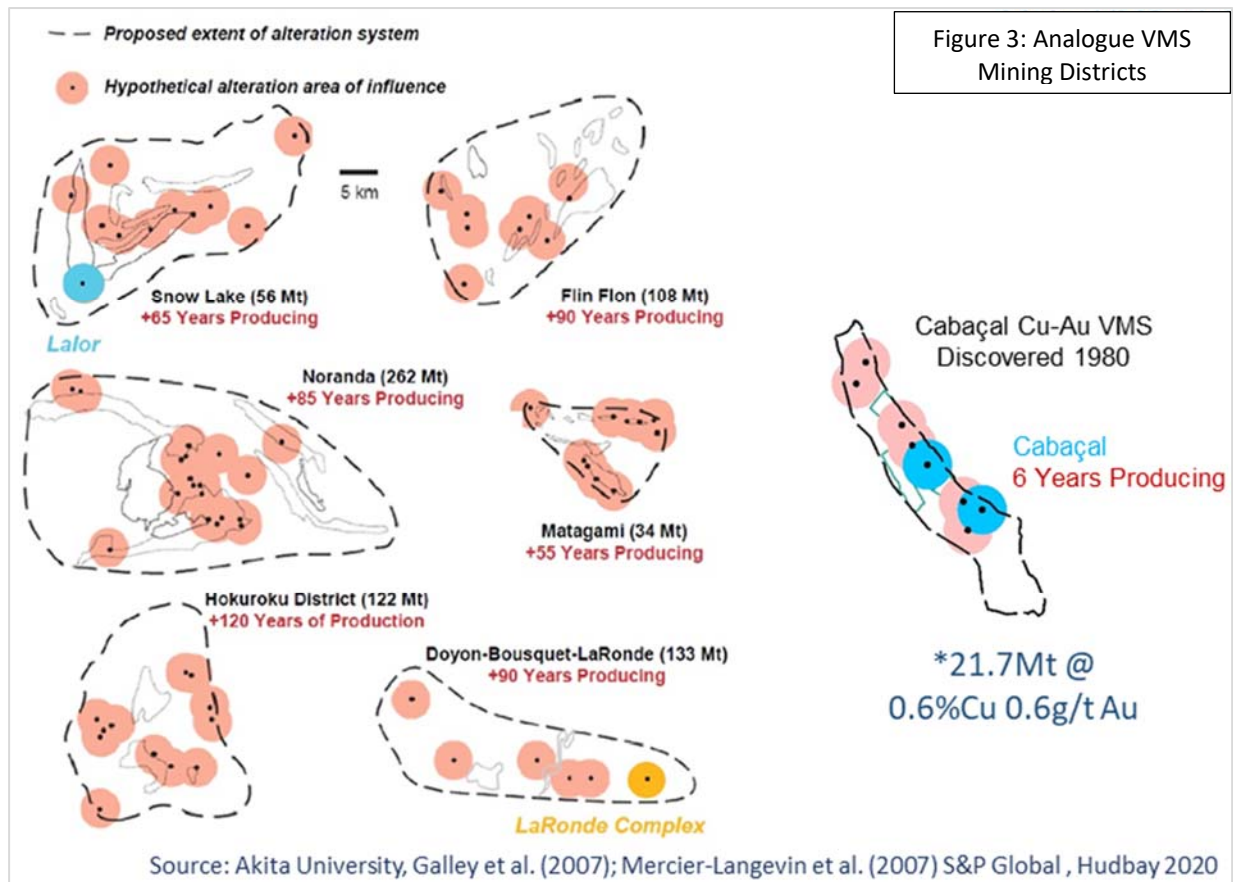 Proposed extent of alteration system
Figure 3: Analogue VMS
Mining Districts
Hypothetical alteration area of influence
5 km
Snow Lake (56 Mt)
+65 Years Producing
Lalor
Flin Flon (108 Mt)
+90 Years Producing
Noranda (262 Mt)
+85 Years Producing
Matagami (34 Mt)
+55 Years Producing
Cabaçal Cu-Au VMS
Discovered 1980
Cabaçal
6 Years Producing
Hokuroku District (122 Mt)
+120 Years of Production
Doyon-Bousquet-LaRonde (133 Mt)
+90 Years Producing
LaRonde Complex
*21.7Mt @
0.6%Cu 0.6g/t Au
Source: Akita University, Galley et al. (2007); Mercier-Langevin et al. (2007) S&P Global , Hudbay 2020